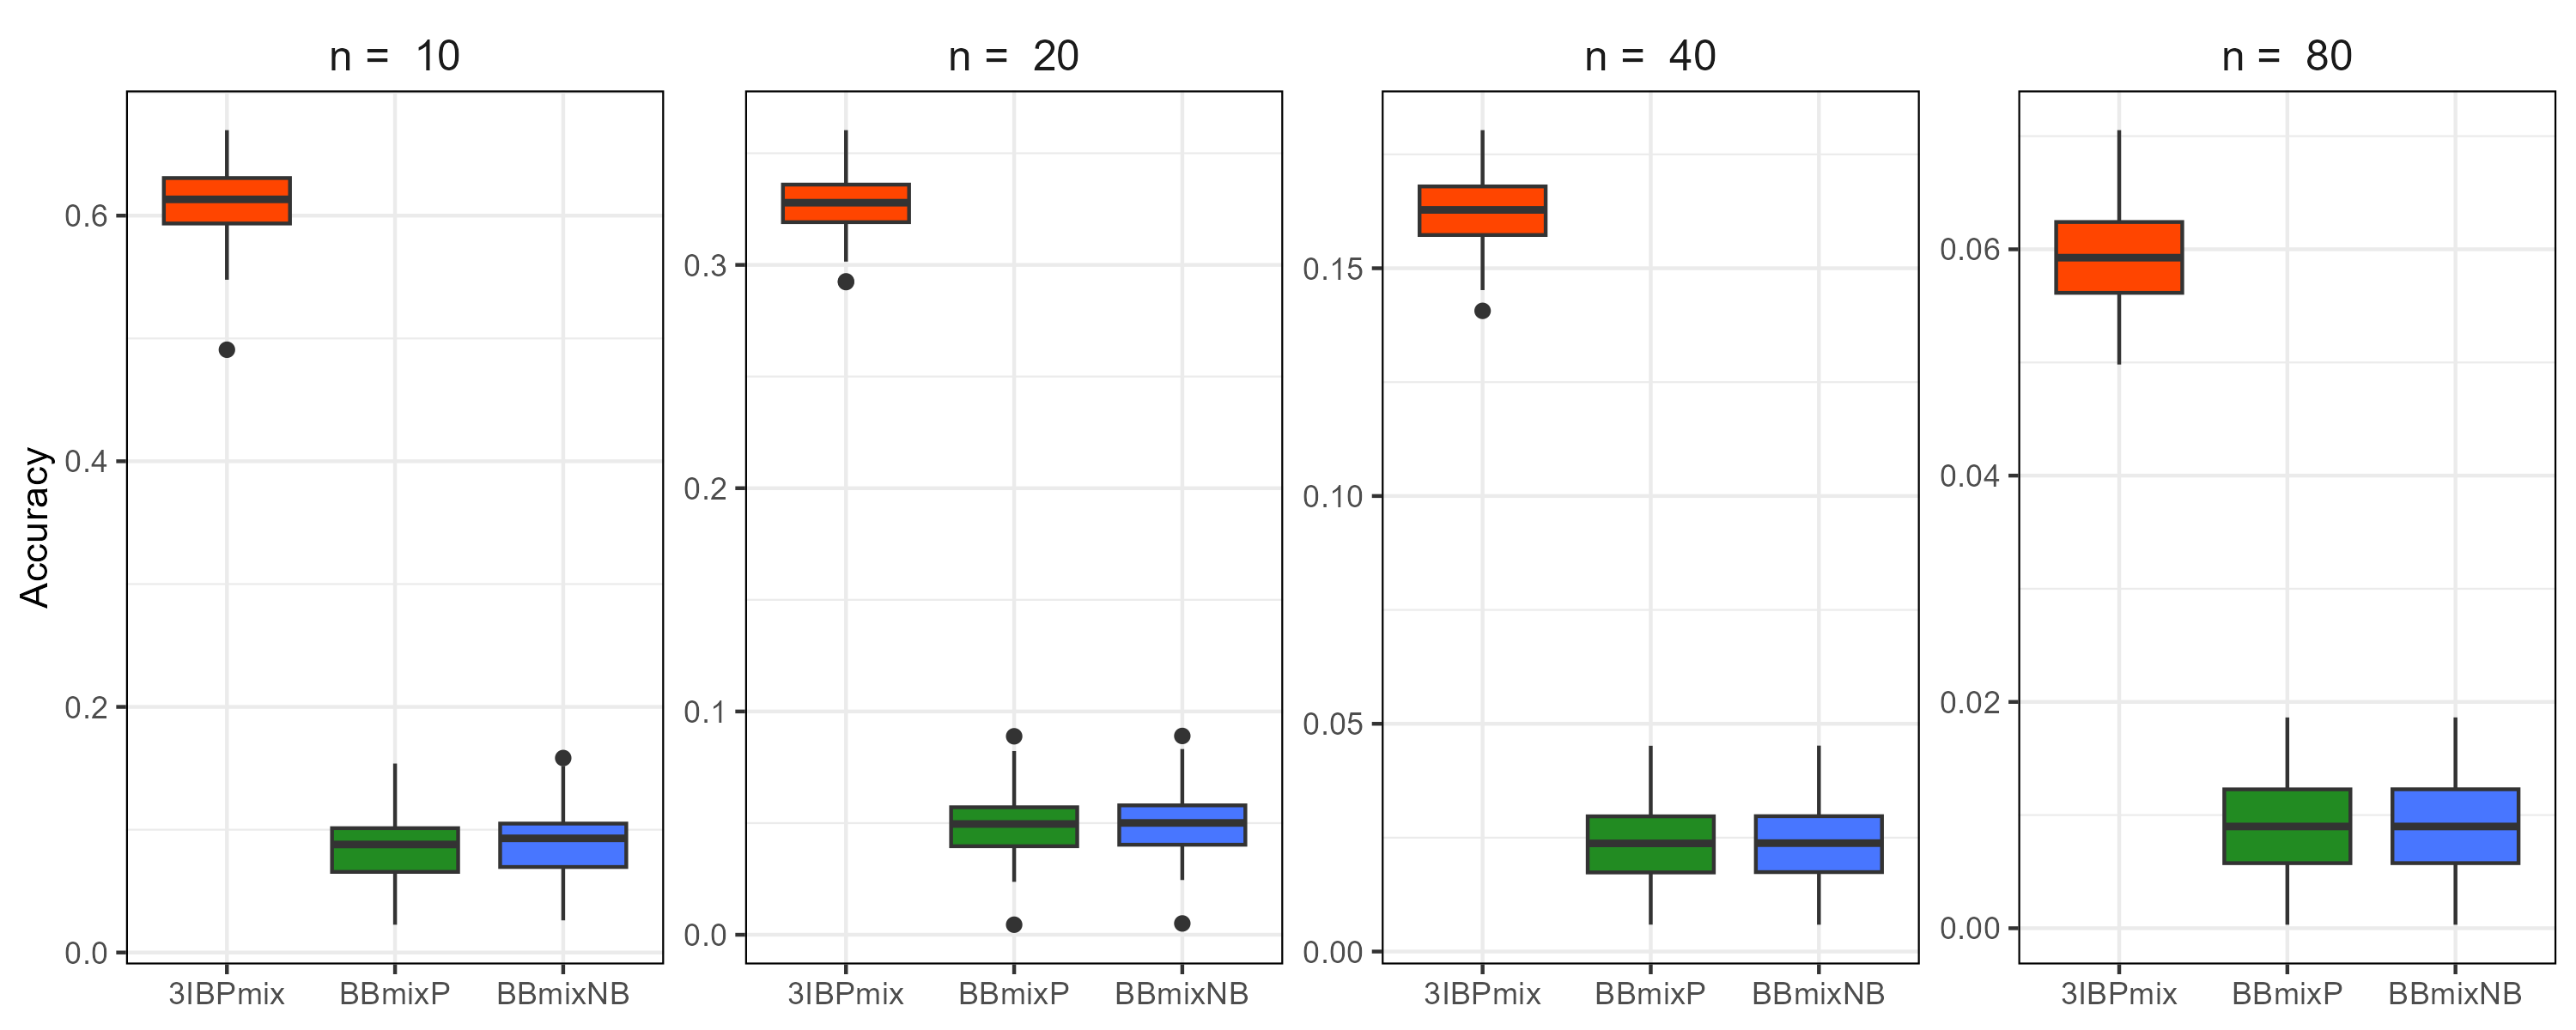 n =  10
n =  20
n =  40
n =  80
Accuracy
0.6
0.4
0.2
0.0
3IBPmix BBmixP BBmixNB
0.3
0.2
0.1
0.0
3IBPmix BBmixP BBmixNB
0.15
0.10
0.05
0.00
3IBPmix BBmixP BBmixNB
0.06
0.04
0.02
0.00
3IBPmix BBmixP BBmixNB